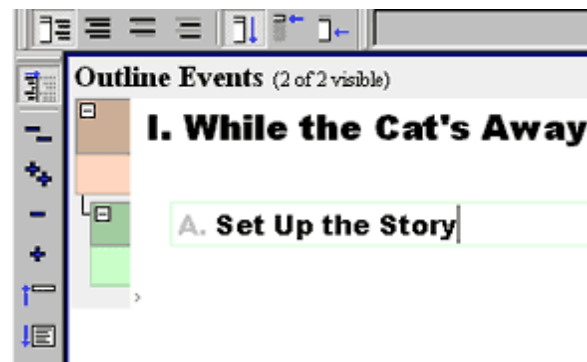 Outline Events (2 of 2 visible)
I. While the Cat's Away
A. Set Up the Story